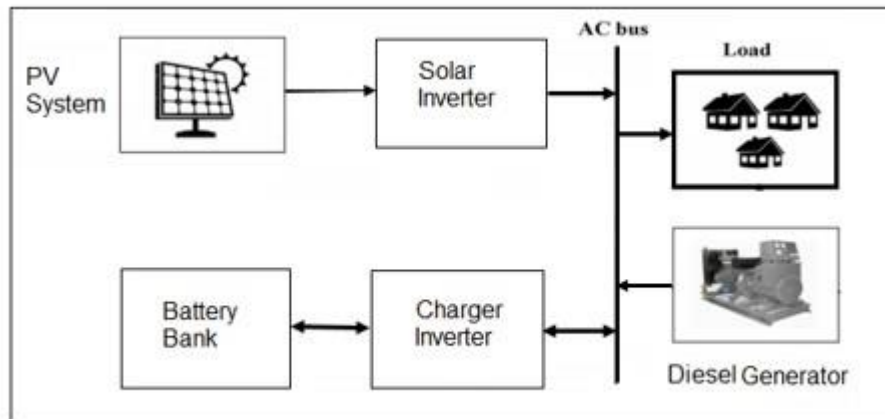 AC bus
Load
PV
System
Solar
Inverter
Battery
Bank
Charger
Inverter
Diesel Generator